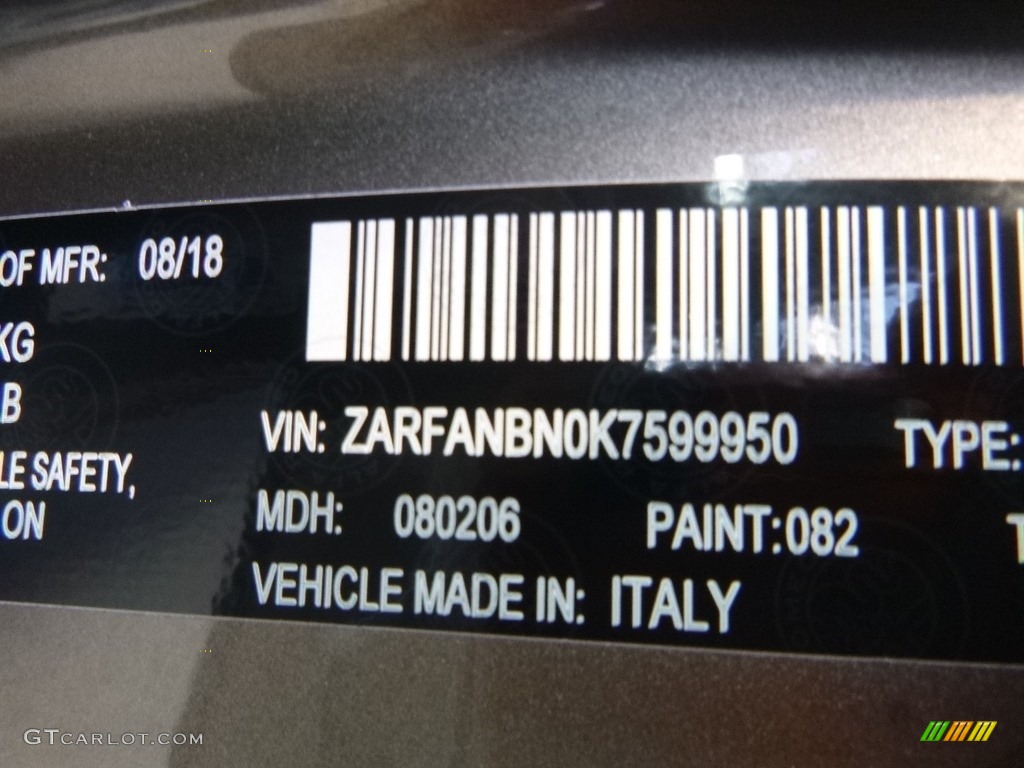 OF MFR: 08/18
KG
B
LE SAFETY,
ON
VIN: ZARFANBN0K7599950 TYPE:
MDH: 080206 PAINT:082
VEHICLE MADE IN: ITALY
GTCARLOT.COM